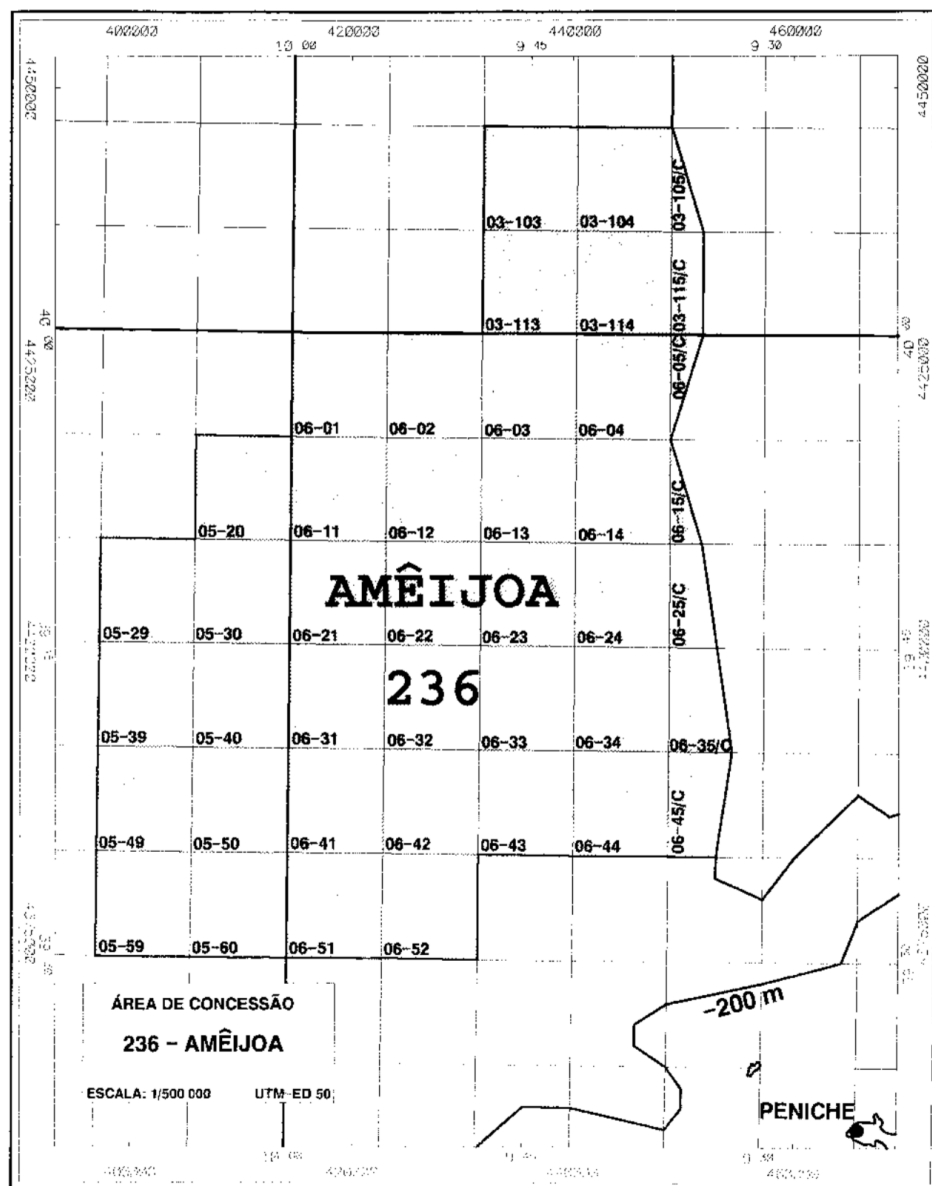 400000 420000 440000 460000
10 00 9 45 9 30
4450000 4450000
03-105/C
03-103 03-104
03-115/C
40 00 03-113 03-114 40 00
4425000 06-05/C 4425000
06-01 06-02 06-03 06-04
06-15/C
05-20 06-11 06-12 06-13 06-14
AMÊIJOA
06-25/C
05-29 05-30 06-21 06-22 06-23 06-24
236
05-39 05-40 06-31 06-32 06-33 06-34 06-35/C
06-45/C
05-49 05-50 06-41 06-42 06-43 06-44
05-59 05-60 06-51 06-52
ÁREA DE CONCESSÃO
236 - AMÊIJOA
ESCALA: 1/500 000 UTM-ED 50
-200 m
PENICHE